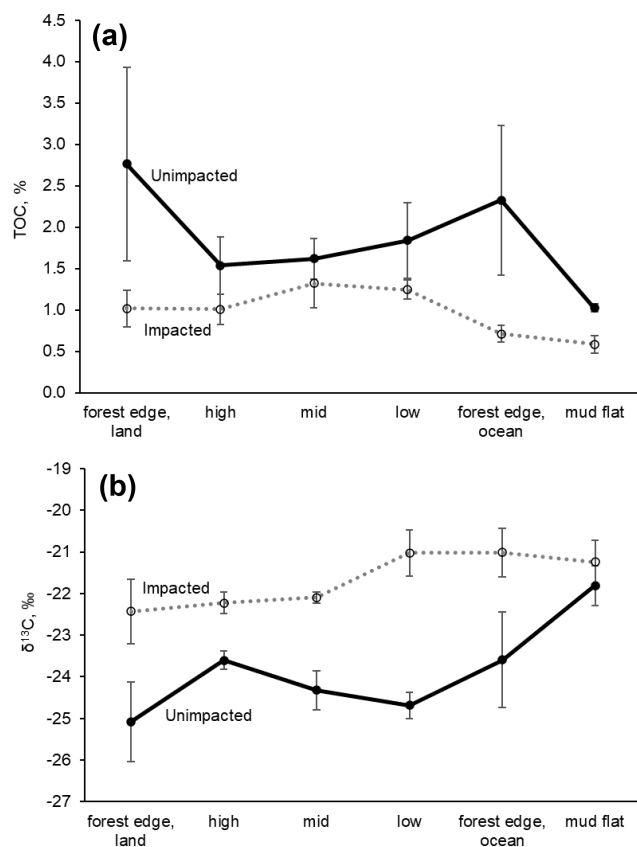 (a)
4.5
4.0
3.5
3.0
2.5
2.0
1.5
1.0
0.5
0.0
TOC, %
Unimpacted
Impacted
forest edge, land
high
mid
low
forest edge, ocean
mud flat
(b)
-19
-20
-21
-22
-23
-24
-25
-26
-27
δ¹³C, ‰
Impacted
Unimpacted
forest edge, land
high
mid
low
forest edge, ocean
mud flat